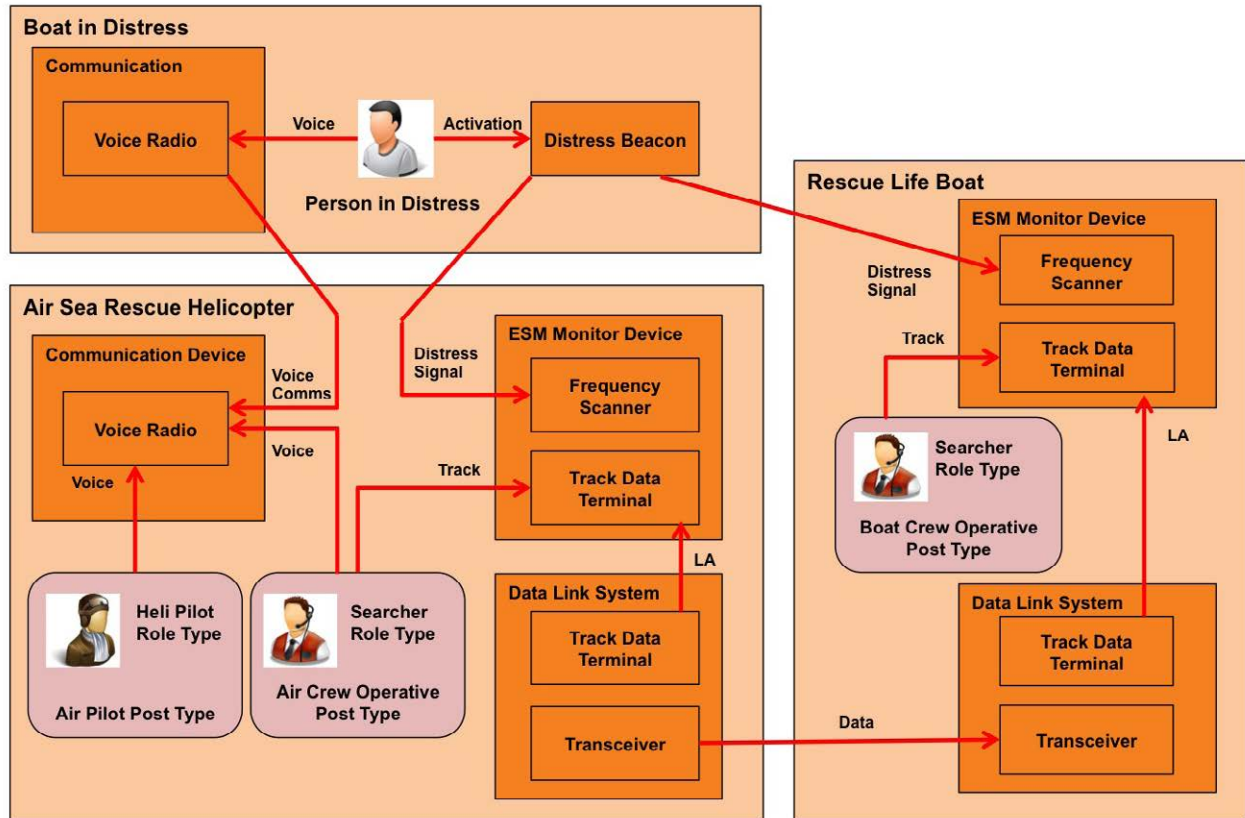 Boat in Distress
Communication
Voice Radio
Voice
Activation
Distress Beacon
Person in Distress
Rescue Life Boat
ESM Monitor Device
Frequency
Scanner
Distress
Signal
Track
Track Data
Terminal
LA
Searcher
Role Type
Boat Crew Operative
Post Type
Data Link System
Track Data
Terminal
Transceiver
Air Sea Rescue Helicopter
Communication Device
Voice Radio
Voice
Comms
Voice
Voice
ESM Monitor Device
Distress
Signal
Frequency
Scanner
Track
Track Data
Terminal
LA
Heli Pilot
Role Type
Air Pilot Post Type
Searcher
Role Type
Air Crew Operative
Post Type
Data Link System
Track Data
Terminal
Transceiver
Data